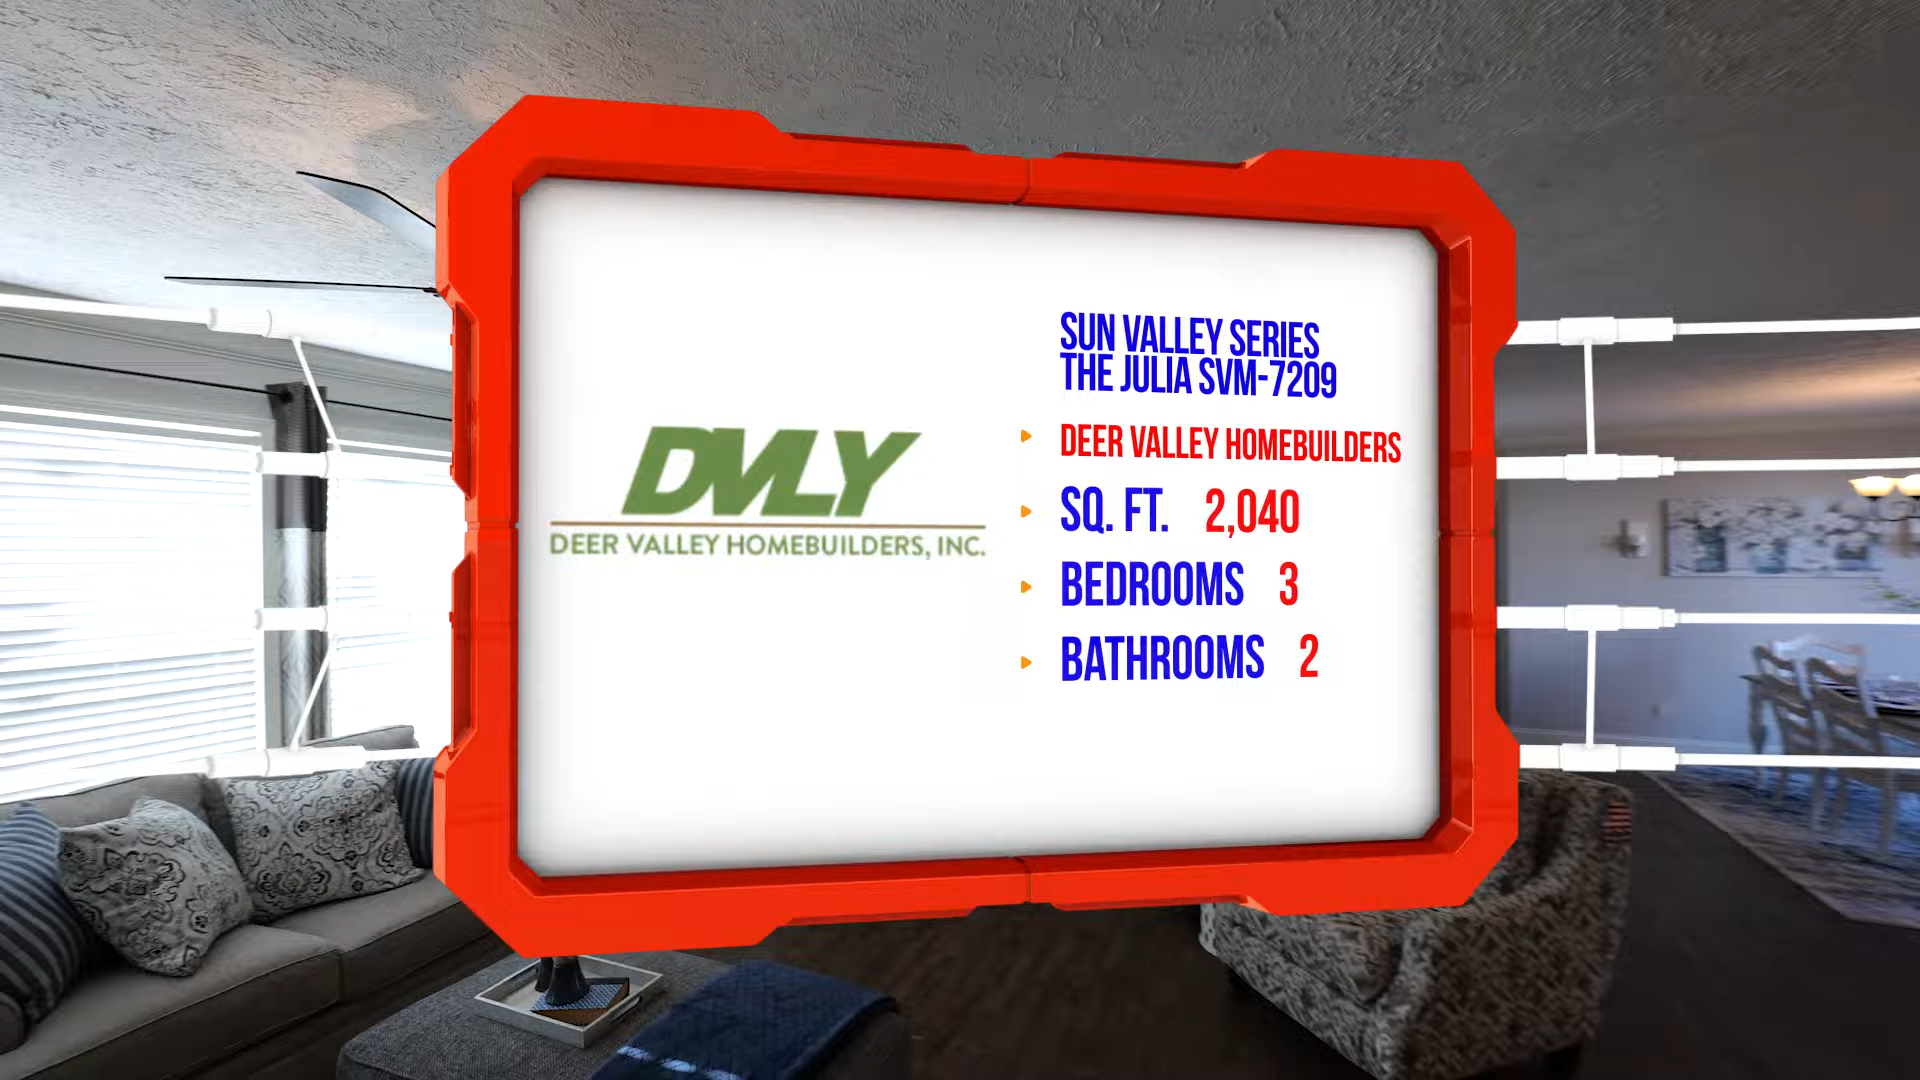 DVLY
DEER VALLEY HOMEBUILDERS, INC.
SUN VALLEY SERIES
THE JULIA SVM-7209
DEER VALLEY HOMEBUILDERS
SQ. FT. 2,040
BEDROOMS 3
BATHROOMS 2